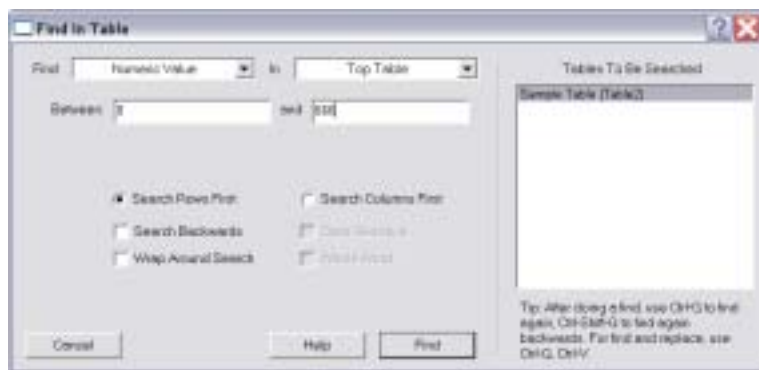 Find In Table
Find Numeric Value In Top Table
Between and
Search Rows First Search Columns First
Search Backwards
Wrap Around Search
Cancel Help Find
Tables To Be Searched
Sample Table (Table2)
Tip: After doing a find, use Ctrl-G to find
again, Ctrl-Shift-G to find again
backwards. For find and replace, use
Ctrl-Q, Ctrl-V.